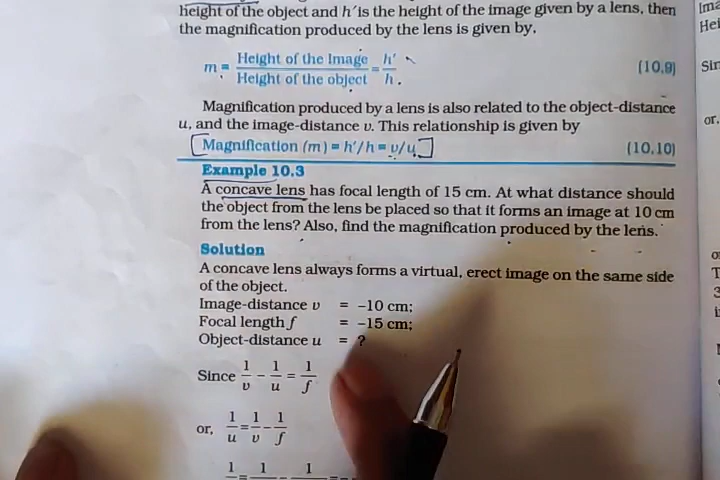 height of the object and h′ is the height of the image given by a lens, then
the magnification produced by the lens is given by,
m = Height of the Image / Height of the object = h′ / h . (10.9)
Magnification produced by a lens is also related to the object-distance
u, and the image-distance v. This relationship is given by
Magnification (m) = h′/h = v/u (10.10)
Example 10.3
A concave lens has focal length of 15 cm. At what distance should
the object from the lens be placed so that it forms an image at 10 cm
from the lens? Also, find the magnification produced by the lens.
Solution
A concave lens always forms a virtual, erect image on the same side
of the object.
Image-distance v = –10 cm;
Focal length f = –15 cm;
Object-distance u = ?
Since 1/v – 1/u = 1/f
or, 1/u = 1/v – 1/f
1 = 1 – 1 =
Hei
Sin
or,